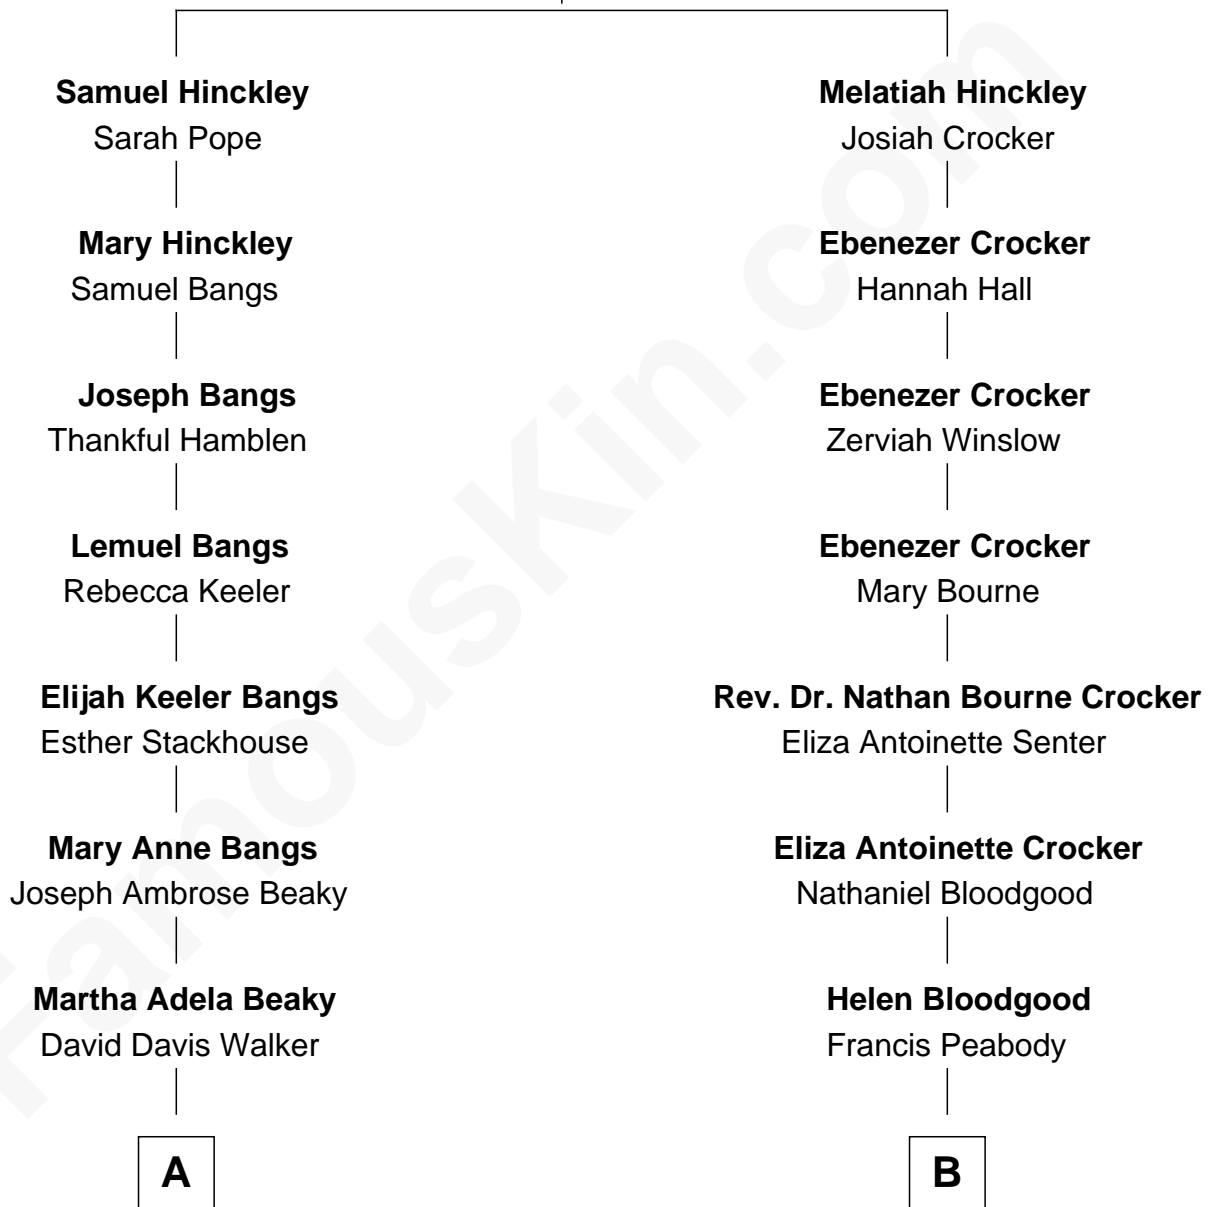 Samuel Hinckley
Sarah Pope
Mary Hinckley
Samuel Bangs
Joseph Bangs
Thankful Hamblen
Lemuel Bangs
Rebecca Keeler
Elijah Keeler Bangs
Esther Stackhouse
Mary Anne Bangs
Joseph Ambrose Beaky
Martha Adela Beaky
David Davis Walker
A
Melatiah Hinckley
Josiah Crocker
Ebenezer Crocker
Hannah Hall
Ebenezer Crocker
Zerviah Winslow
Ebenezer Crocker
Mary Bourne
Rev. Dr. Nathan Bourne Crocker
Eliza Antoinette Senter
Eliza Antoinette Crocker
Nathaniel Bloodgood
Helen Bloodgood
Francis Peabody
B
FamousKin.com